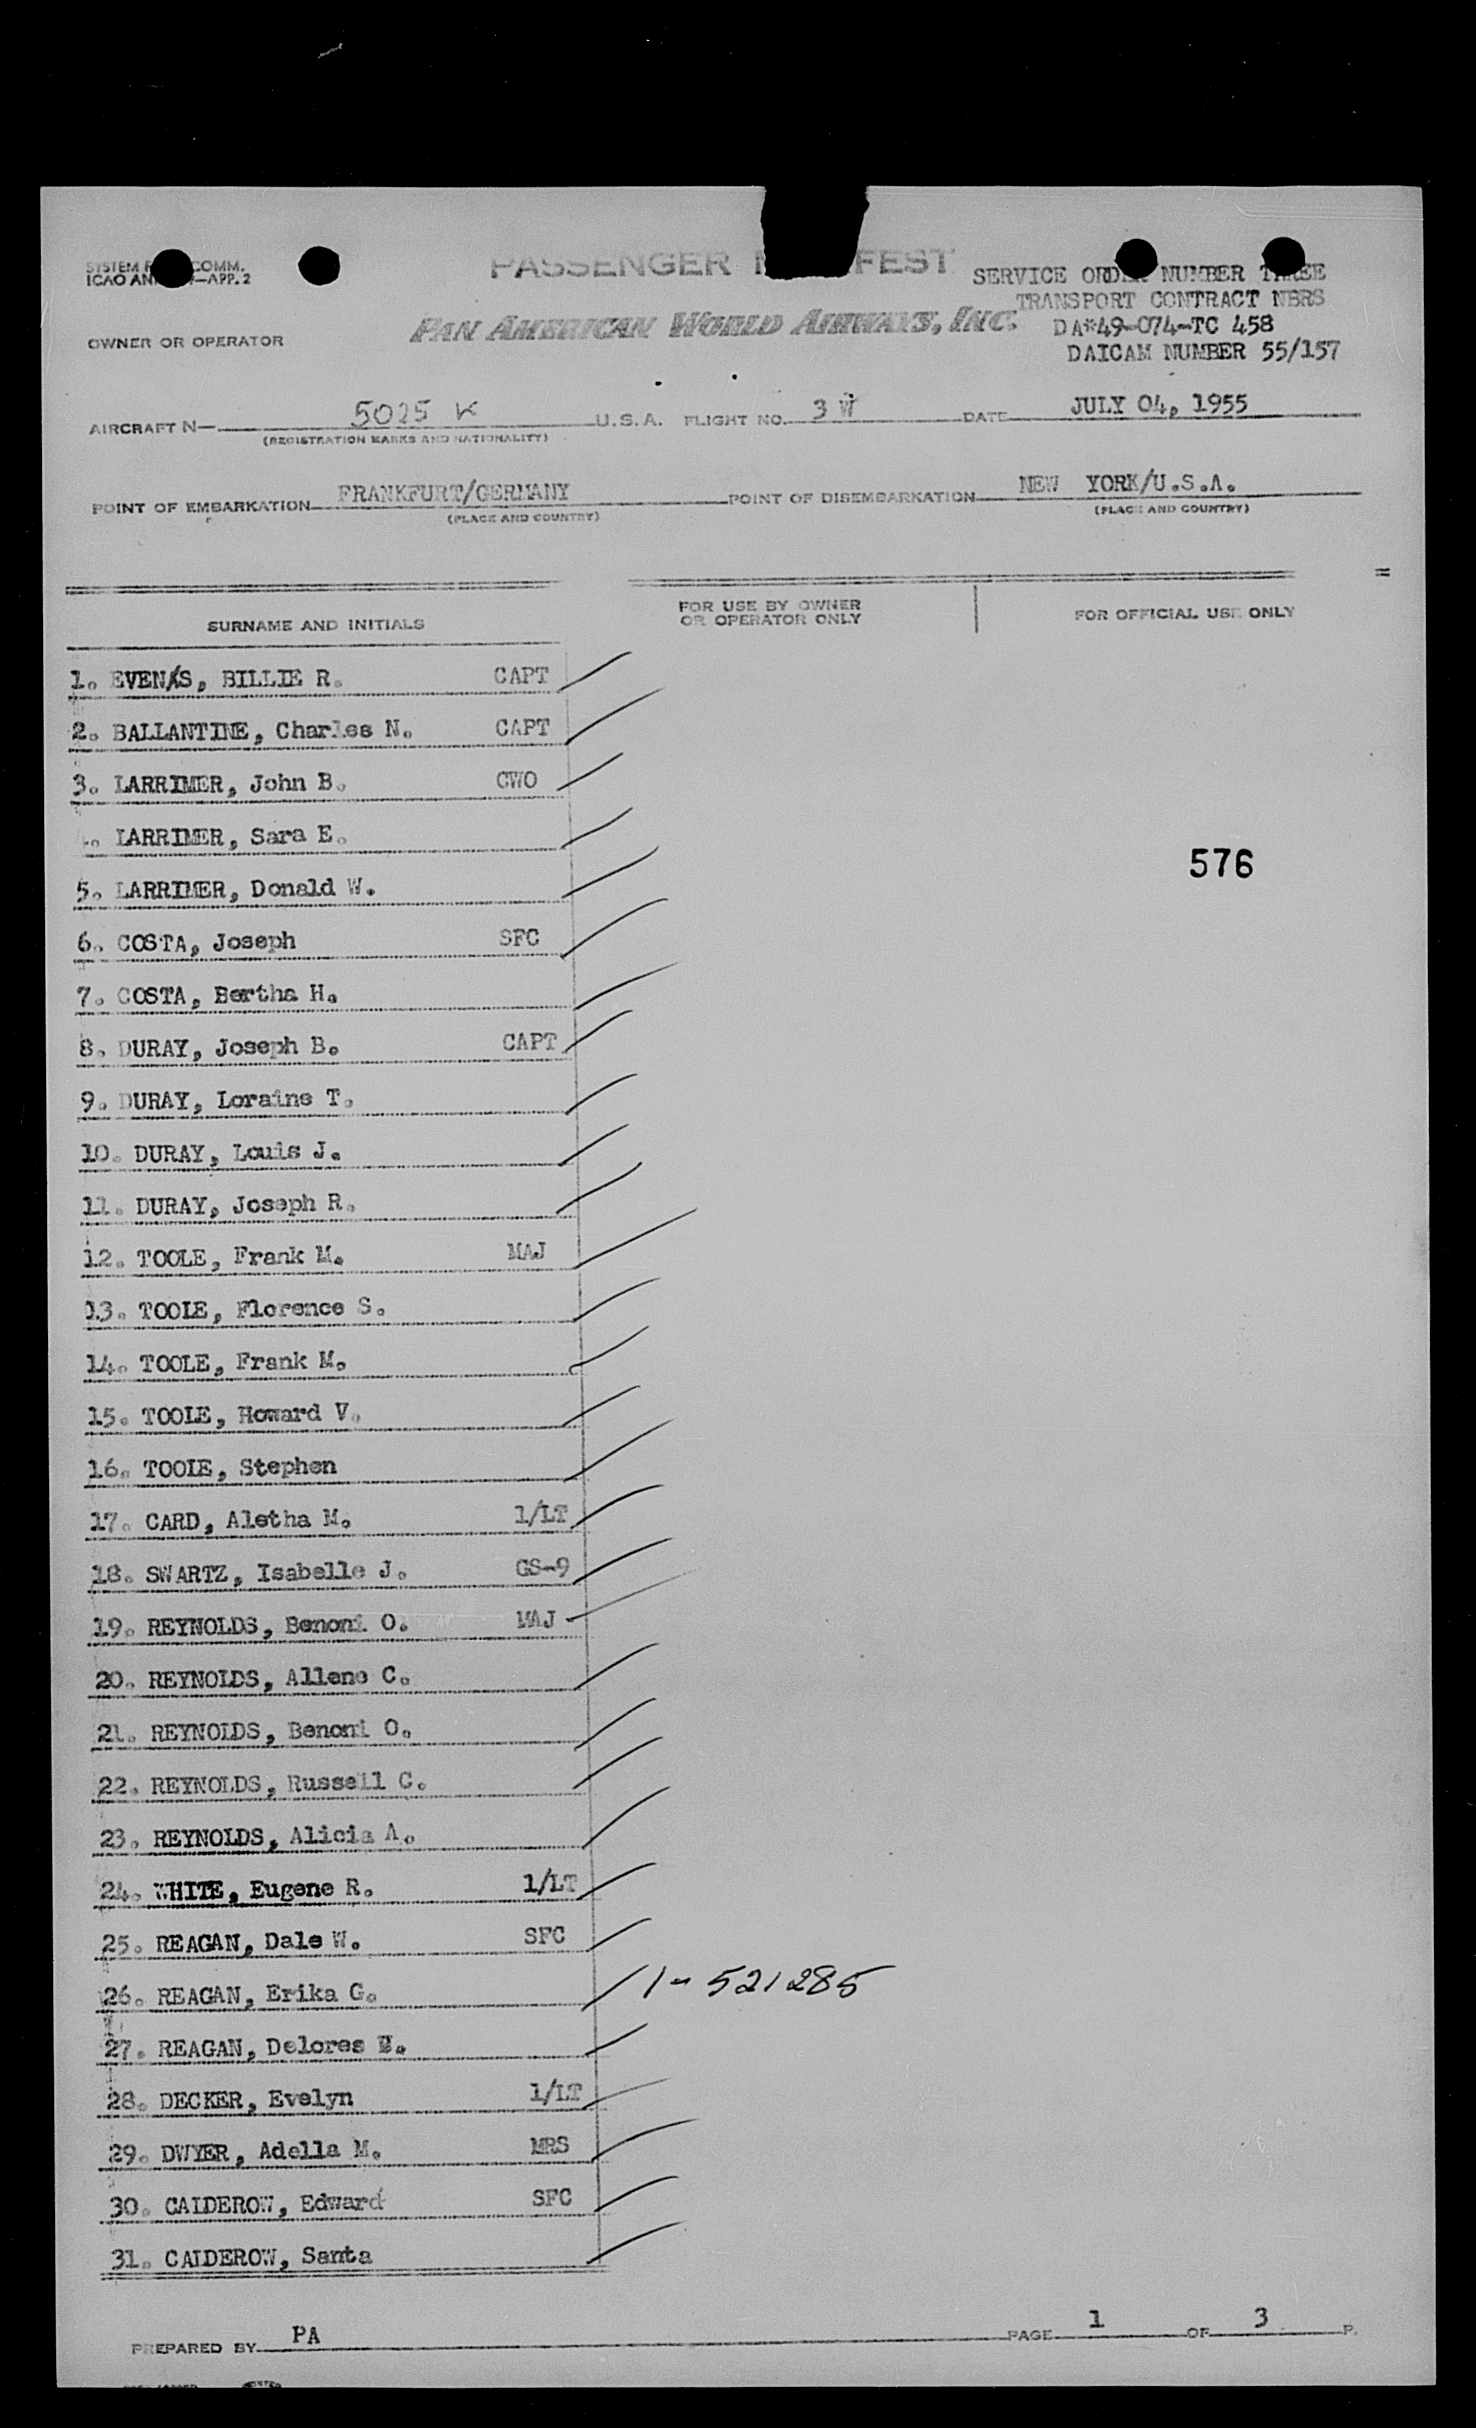 PASSENGER M FEST
SYSTEM F COMM.
ICAO AN —APP. 2
SERVICE ORDER NUMBER THREE
TRANSPORT CONTRACT NBRS
PAN AMERICAN WORLD AIRWAYS, INC.
DA*49-074-TC 458
OWNER OR OPERATOR
DAICAM NUMBER 55/157
AIRCRAFT N— 5025 K U.S.A. FLIGHT NO. 3 W DATE JULY 04, 1955
(REGISTRATION MARKS AND NATIONALITY)
POINT OF EMBARKATION FRANKFURT/GERMANY POINT OF DISEMBARKATION NEW YORK/U.S.A.
(PLACE AND COUNTRY) (PLACE AND COUNTRY)
SURNAME AND INITIALS
FOR USE BY OWNER
OR OPERATOR ONLY
FOR OFFICIAL USE ONLY
1. EVEN/S, BILLIE R. CAPT
2. BALLANTINE, Charles N. CAPT
3. LARRIMER, John B. CWO
4. LARRIMER, Sara E.
576
5. LARRIMER, Donald W.
6. COSTA, Joseph SFC
7. COSTA, Bertha H.
8. DURAY, Joseph B. CAPT
9. DURAY, Loraine T.
10. DURAY, Louis J.
11. DURAY, Joseph R.
12. TOOLE, Frank M. MAJ
13. TOOLE, Florence S.
14. TOOLE, Frank M.
15. TOOLE, Howard V.
16. TOOLE, Stephen
17. CARD, Aletha M. 1/LT
18. SWARTZ, Isabelle J. GS-9
19. REYNOLDS, Benoni O. MAJ
20. REYNOLDS, Allene C.
21. REYNOLDS, Benoni O.
22. REYNOLDS, Russell C.
23. REYNOLDS, Alicia A.
24. WHITE, Eugene R. 1/LT
25. REAGAN, Dale W. SFC
26. REAGAN, Erika G. 1-521285
27. REAGAN, Delores
28. DECKER, Evelyn 1/LT
29. DWYER, Adella M. MRS
30. CALDEROW, Edward SFC
31. CALDEROW, Santa
PREPARED BY PA PAGE 1 OF 3 P.